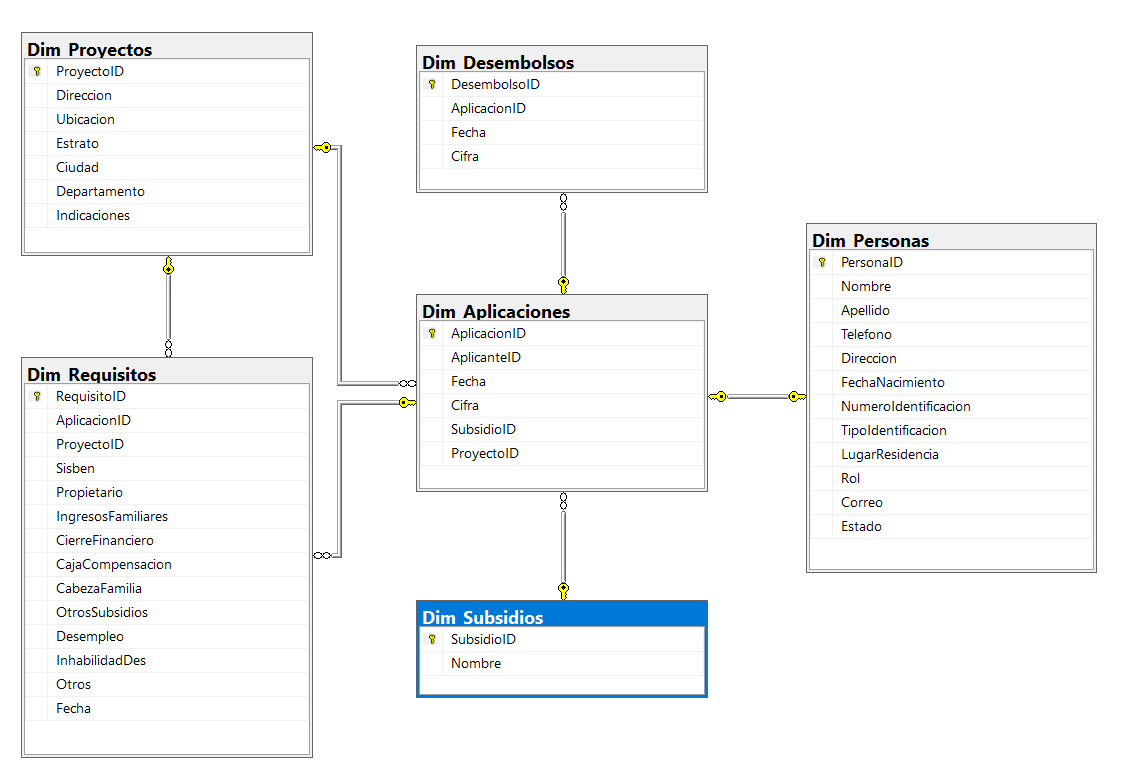 Dim Proyectos
ProyectoID
Direccion
Ubicacion
Estrato
Ciudad
Departamento
Indicaciones
Dim Desembolsos
DesembolsoID
AplicacionID
Fecha
Cifra
Dim Personas
PersonaID
Nombre
Apellido
Telefono
Direccion
FechaNacimiento
NumeroIdentificacion
TipoIdentificacion
LugarResidencia
Rol
Correo
Estado
Dim Aplicaciones
AplicacionID
AplicanteID
Fecha
Cifra
SubsidioID
ProyectoID
Dim Requisitos
RequisitoID
AplicacionID
ProyectoID
Sisben
Propietario
IngresosFamiliares
CierreFinanciero
CajaCompensacion
CabezaFamilia
OtrosSubsidios
Desempleo
InhabilidadDes
Otros
Fecha
Dim Subsidios
SubsidioID
Nombre